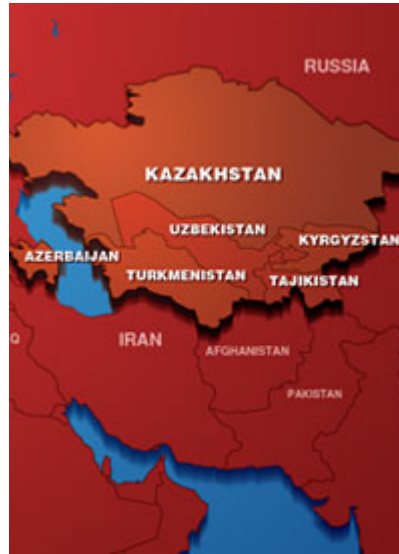 RUSSIA
KAZAKHSTAN
UZBEKISTAN
KYRGYZSTAN
AZERBAIJAN
TURKMENISTAN
TAJIKISTAN
Q
IRAN
AFGHANISTAN
PAKISTAN